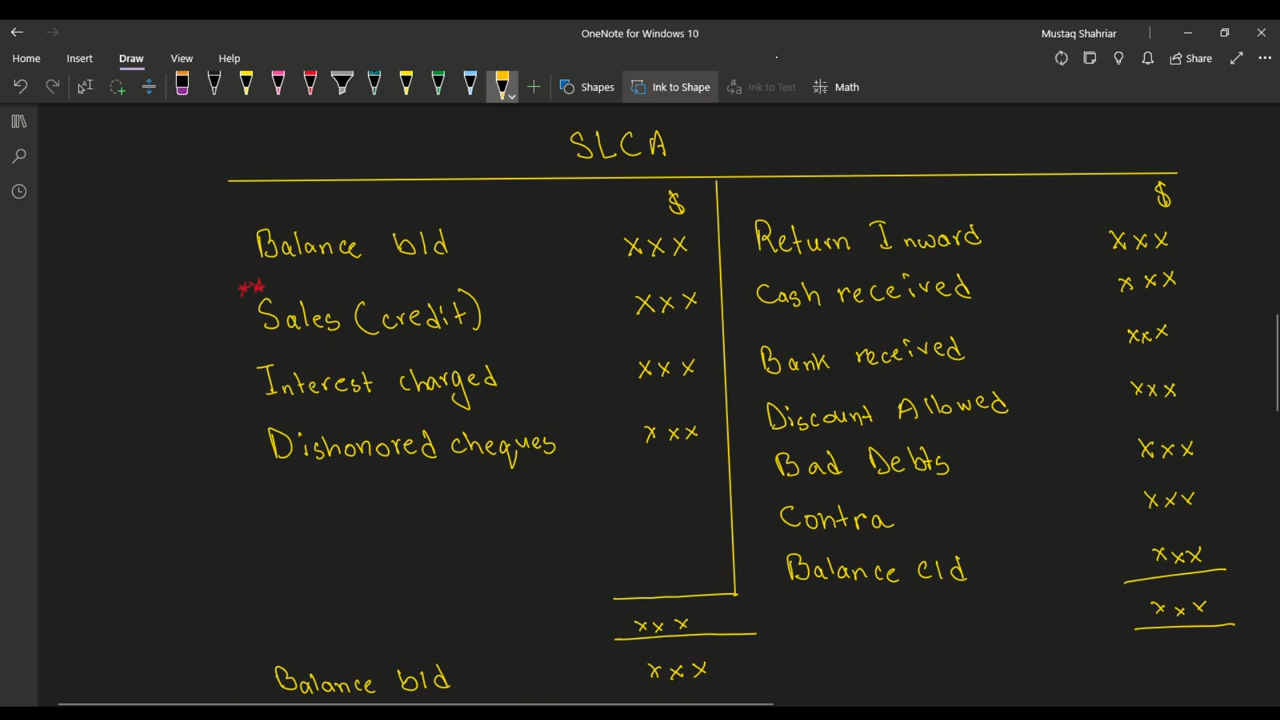 OneNote for Windows 10
Mustaq Shahriar
Home Insert Draw View Help
Share
Shapes Ink to Shape Ink to Text Math
SLCA
$ $
Balance b/d xxx Return Inward xxx
** Sales (credit) xxx Cash received xxx
Interest charged xxx Bank received xxx
Dishonored cheques xxx Discount Allowed xxx
Bad Debts xxx
Contra xxx
Balance c/d xxx
xxx xxx
Balance b/d xxx